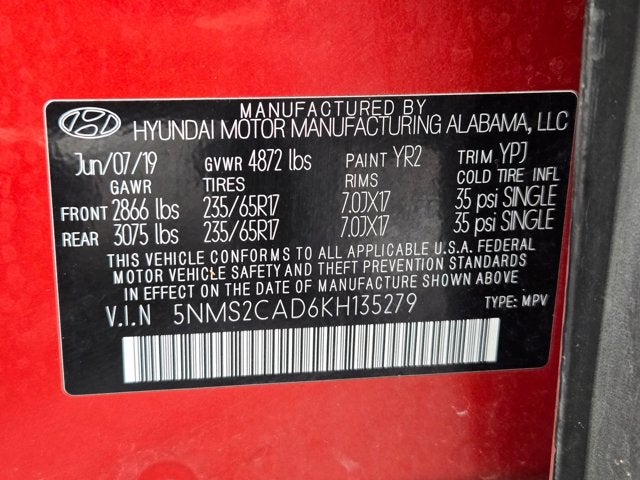 MANUFACTURED BY
HYUNDAI MOTOR MANUFACTURING ALABAMA, LLC
Jun/07/19 GVWR 4872 lbs PAINT YR2 TRIM YPJ
GAWR TIRES RIMS COLD TIRE INFL
FRONT 2866 lbs 235/65R17 7.0JX17 35 psi SINGLE
REAR 3075 lbs 235/65R17 7.0JX17 35 psi SINGLE
THIS VEHICLE CONFORMS TO ALL APPLICABLE U.S.A. FEDERAL
MOTOR VEHICLE SAFETY AND THEFT PREVENTION STANDARDS
IN EFFECT ON THE DATE OF MANUFACTURE SHOWN ABOVE.
V.I.N 5NMS2CAD6KH135279 TYPE: MPV